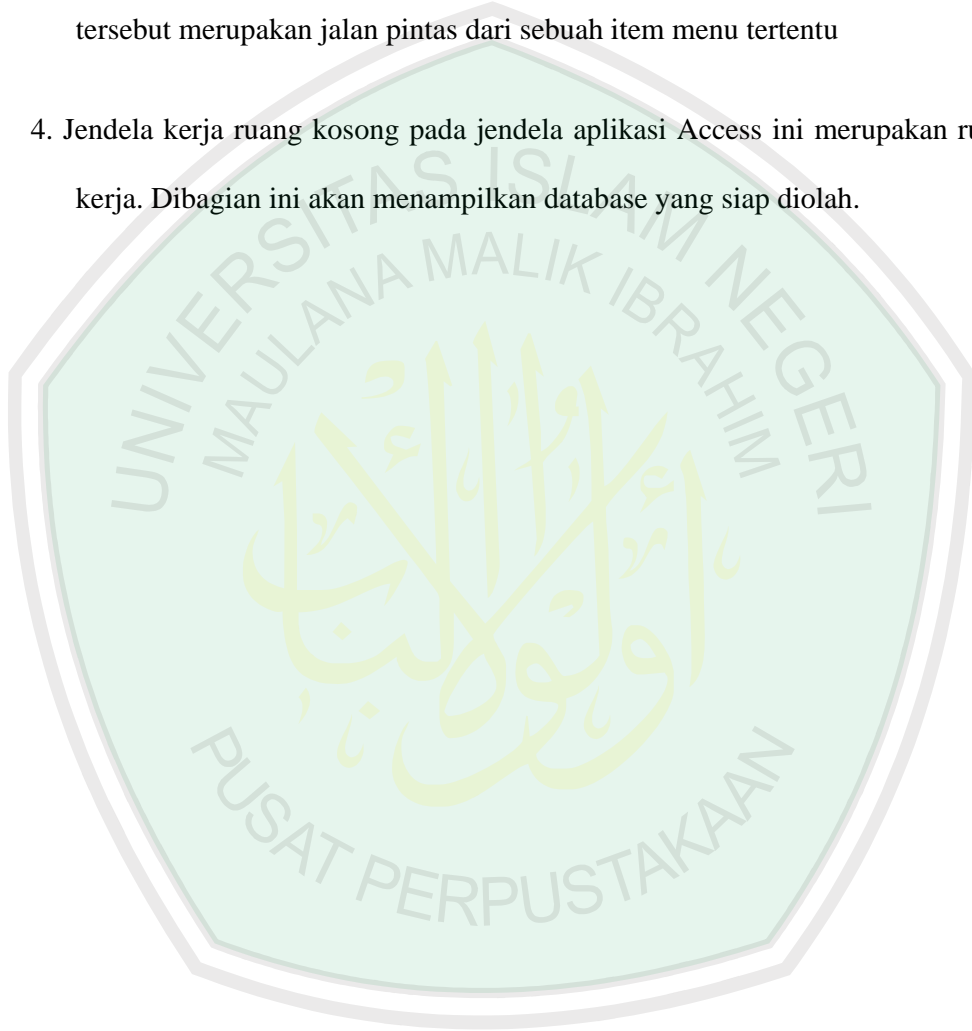 tersebut merupakan jalan pintas dari sebuah item menu tertentu
4. Jendela kerja ruang kosong pada jendela aplikasi Access ini merupakan ru
kerja. Dibagian ini akan menampilkan database yang siap diolah.
UNIVERSITAS ISLAM NEGERI
MAULANA MALIK IBRAHIM
أولوا الألباب
PUSAT PERPUSTAKAAN